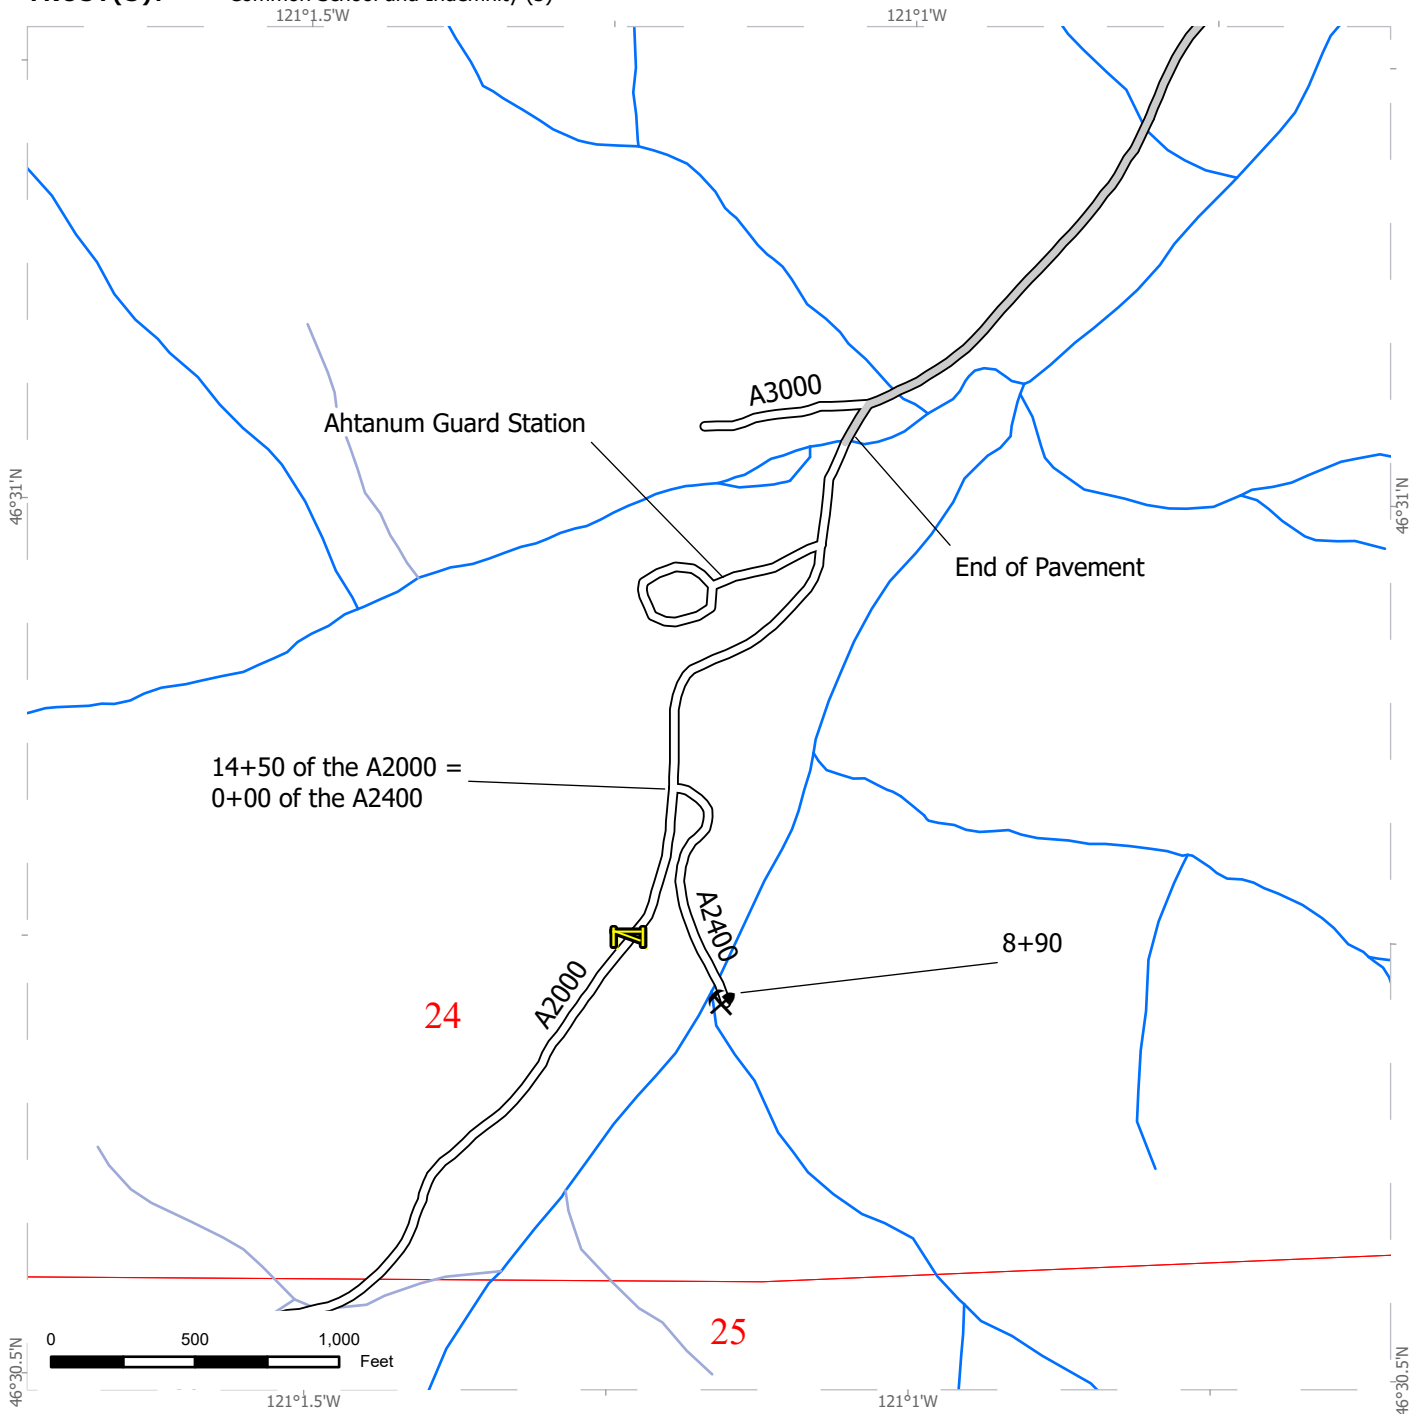 121°1.5'W
121°1'W
A3000
Ahtanum Guard Station
46°31'N
46°31'N
End of Pavement
14+50 of the A2000 =
0+00 of the A2400
A2400
8+90
A2000
24
25
0 500 1,000
Feet
46°30.5'N
46°30.5'N
121°1.5'W
121°1'W